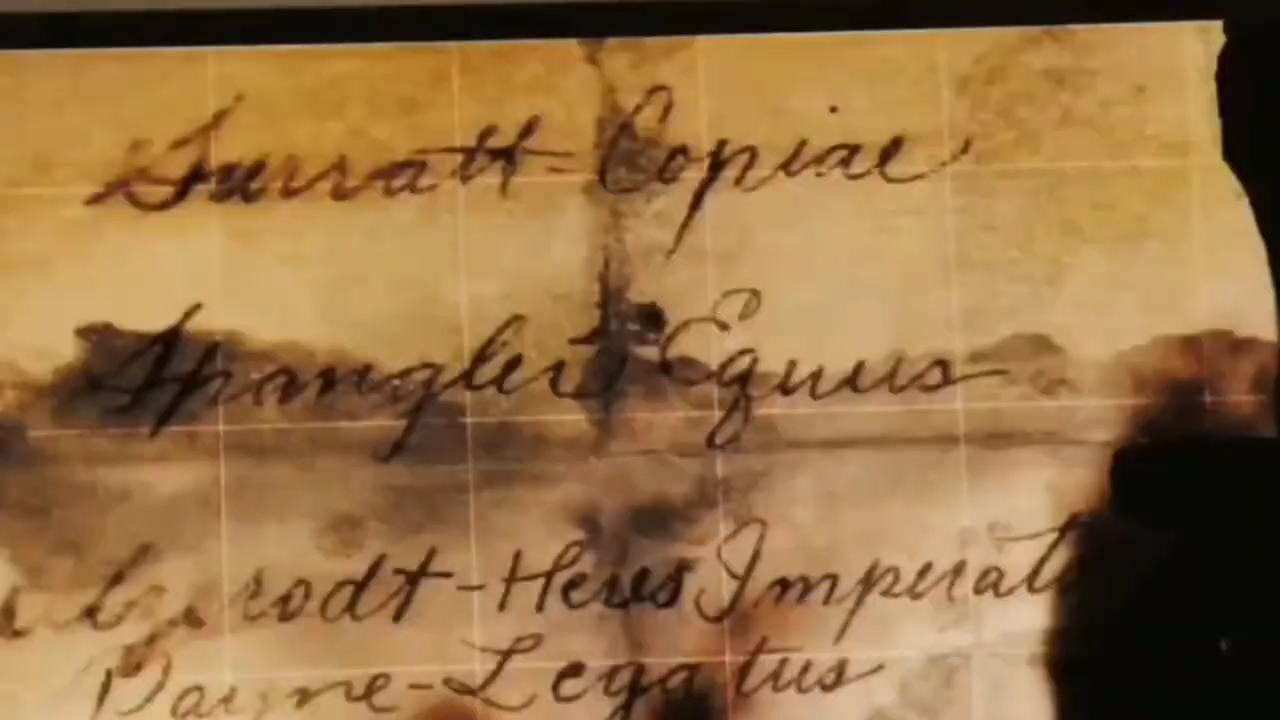 Surratt-Copiae
Spangler Equus
rodt-Heres Imperat
Payne-Legatus